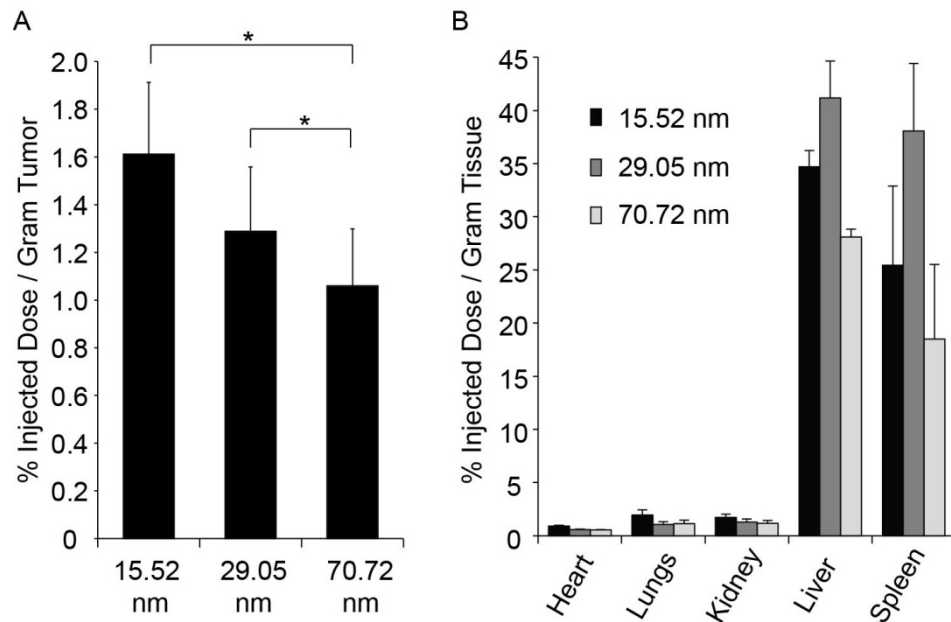 A
% Injected Dose / Gram Tumor
2.0
1.8
1.6
1.4
1.2
1.0
0.8
0.6
0.4
0.2
0
*
*
15.52
nm
29.05
nm
70.72
nm
B
% Injected Dose / Gram Tissue
45
40
35
30
25
20
15
10
5
0
15.52 nm
29.05 nm
70.72 nm
Heart
Lungs
Kidney
Liver
Spleen